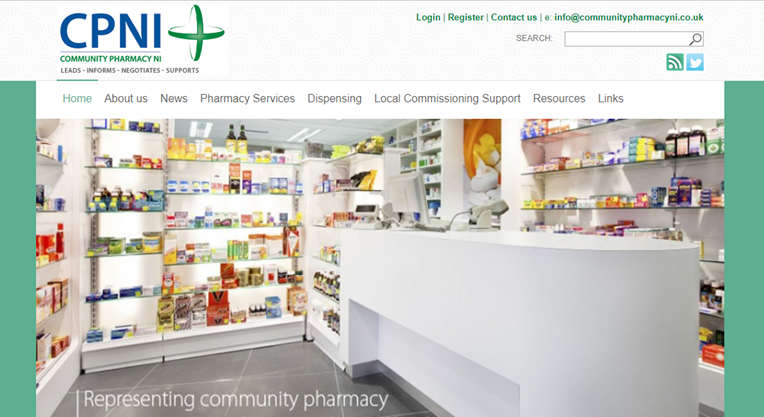 CPNI
COMMUNITY PHARMACY NI
LEADS - INFORMS - NEGOTIATES - SUPPORTS
Login | Register | Contact us | e: info@communitypharmacyni.co.uk
SEARCH:
Home About us News Pharmacy Services Dispensing Local Commissioning Support Resources Links
Representing community pharmacy